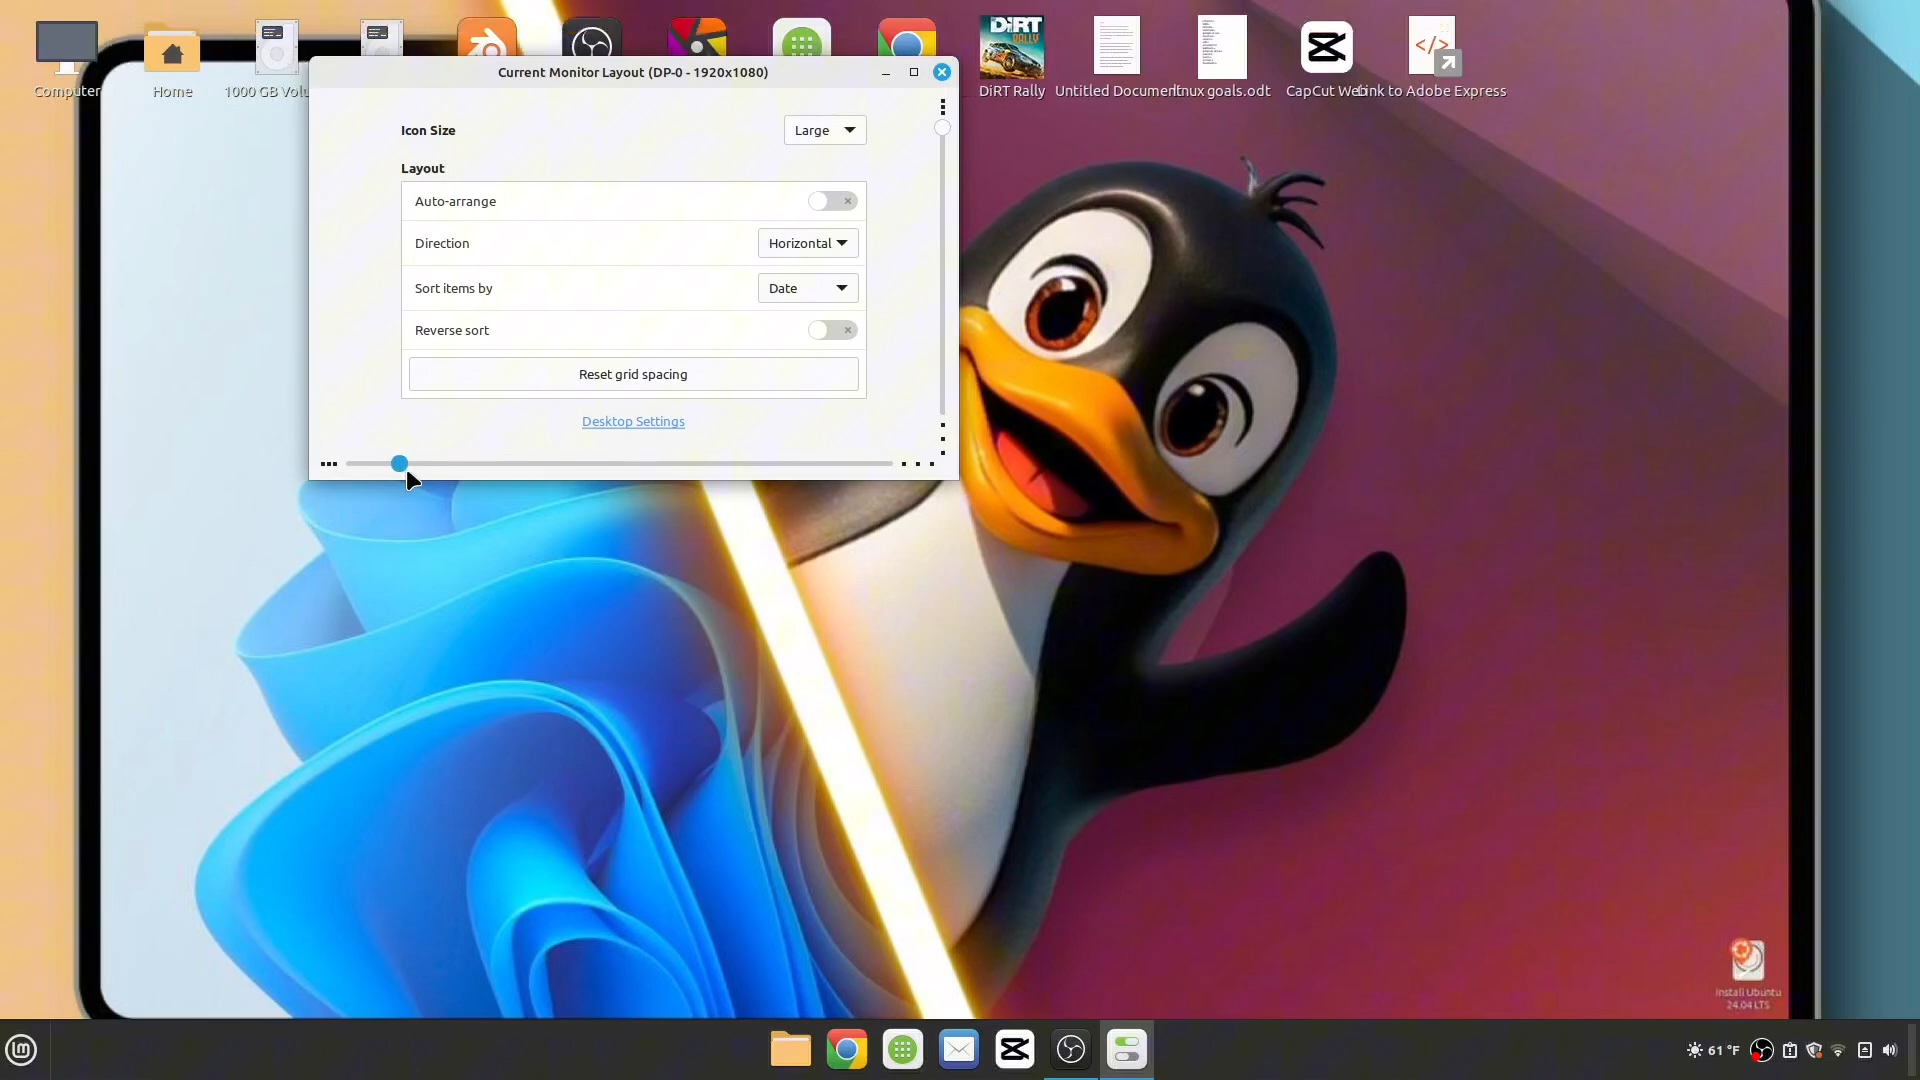 Current Monitor Layout (DP-0 - 1920x1080)
Computer
Home
1000 GB Volu
DiRT
RALLY
DiRT Rally
Untitled Document
linux goals.odt
CapCut Web
Link to Adobe Express
Icon Size
Large
Layout
Auto-arrange
Direction
Horizontal
Sort items by
Date
Reverse sort
Reset grid spacing
Desktop Settings
Install Ubuntu
24.04 LTS
61 °F